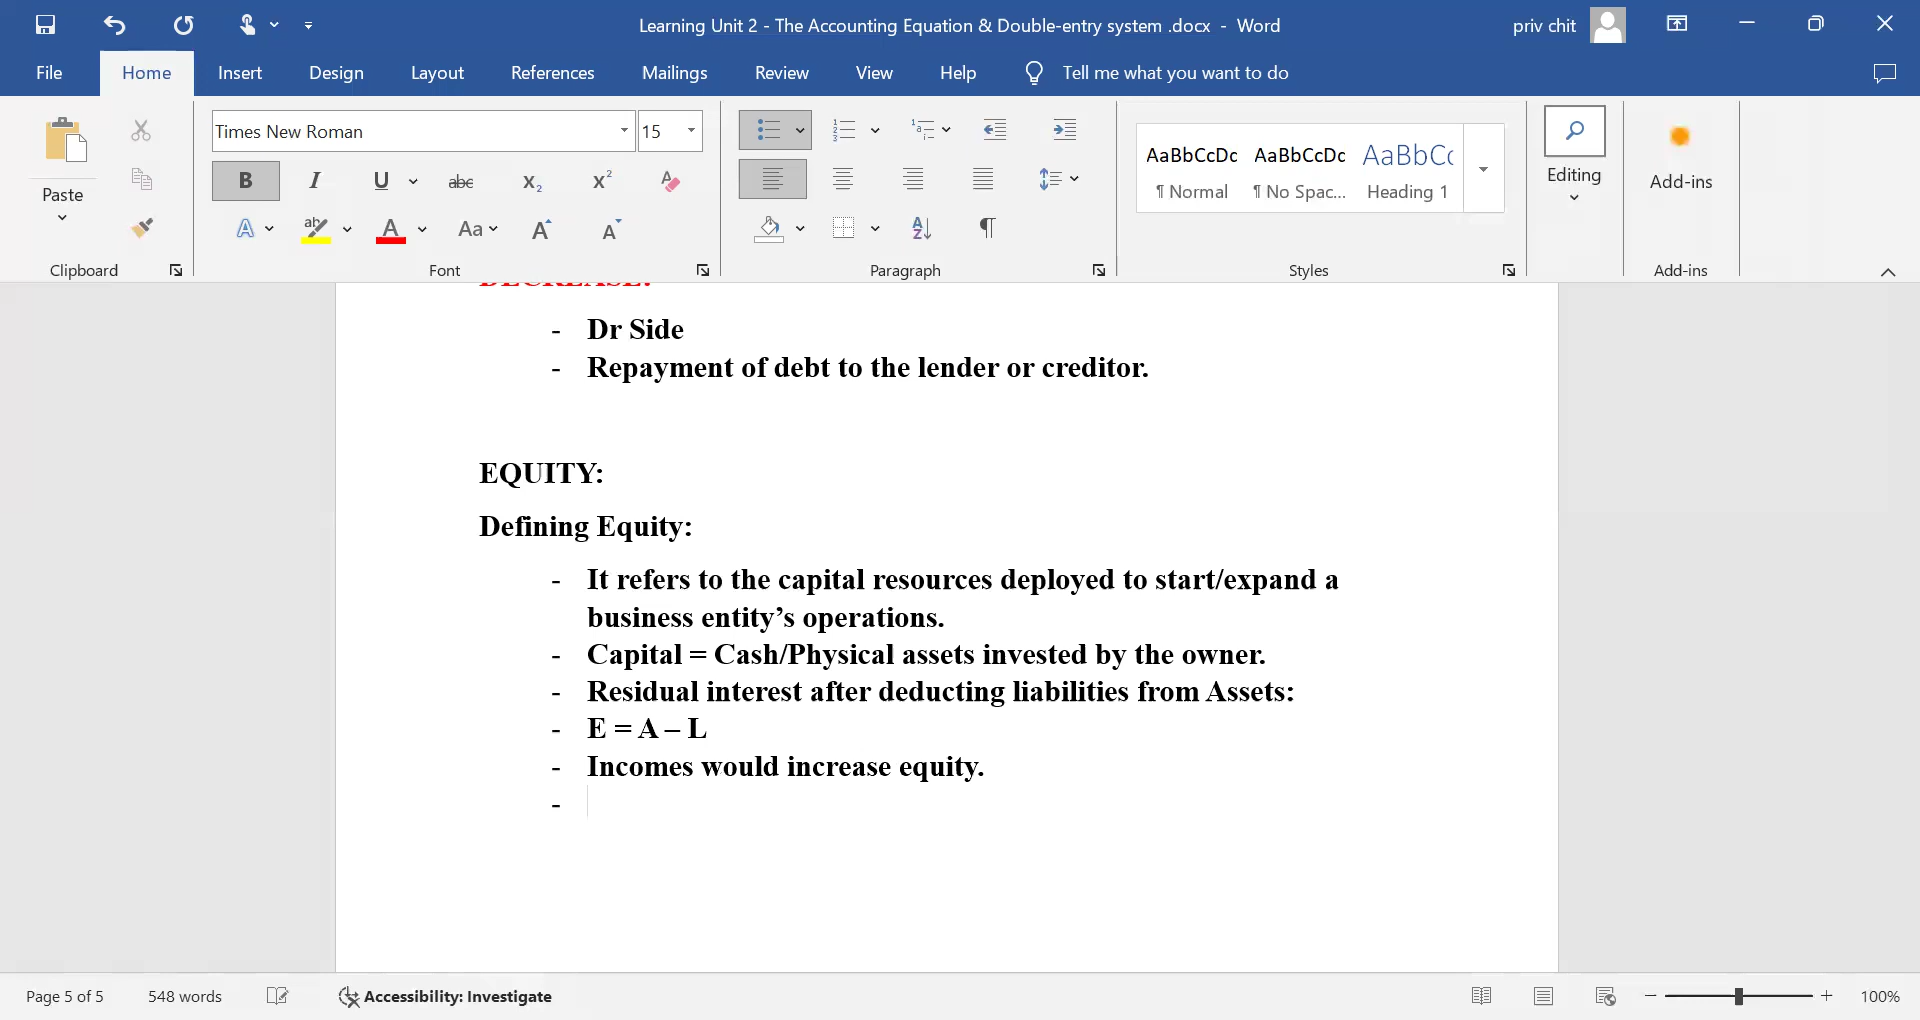 Learning Unit 2 - The Accounting Equation & Double-entry system .docx - Word
priv chit
File Home Insert Design Layout References Mailings Review View Help Tell me what you want to do
Times New Roman 15
Paste
B I U abc X₂ X² 
A ab A Aa A A
AaBbCcDc AaBbCcDc AaBbCc
¶ Normal ¶ No Spac... Heading 1
Editing
Add-ins
Clipboard Font Paragraph Styles Add-ins
DECREASE:
- Dr Side
- Repayment of debt to the lender or creditor.
EQUITY:
Defining Equity:
- It refers to the capital resources deployed to start/expand a
business entity’s operations.
- Capital = Cash/Physical assets invested by the owner.
- Residual interest after deducting liabilities from Assets:
- E = A – L
- Incomes would increase equity.
-
Page 5 of 5 548 words Accessibility: Investigate 100%